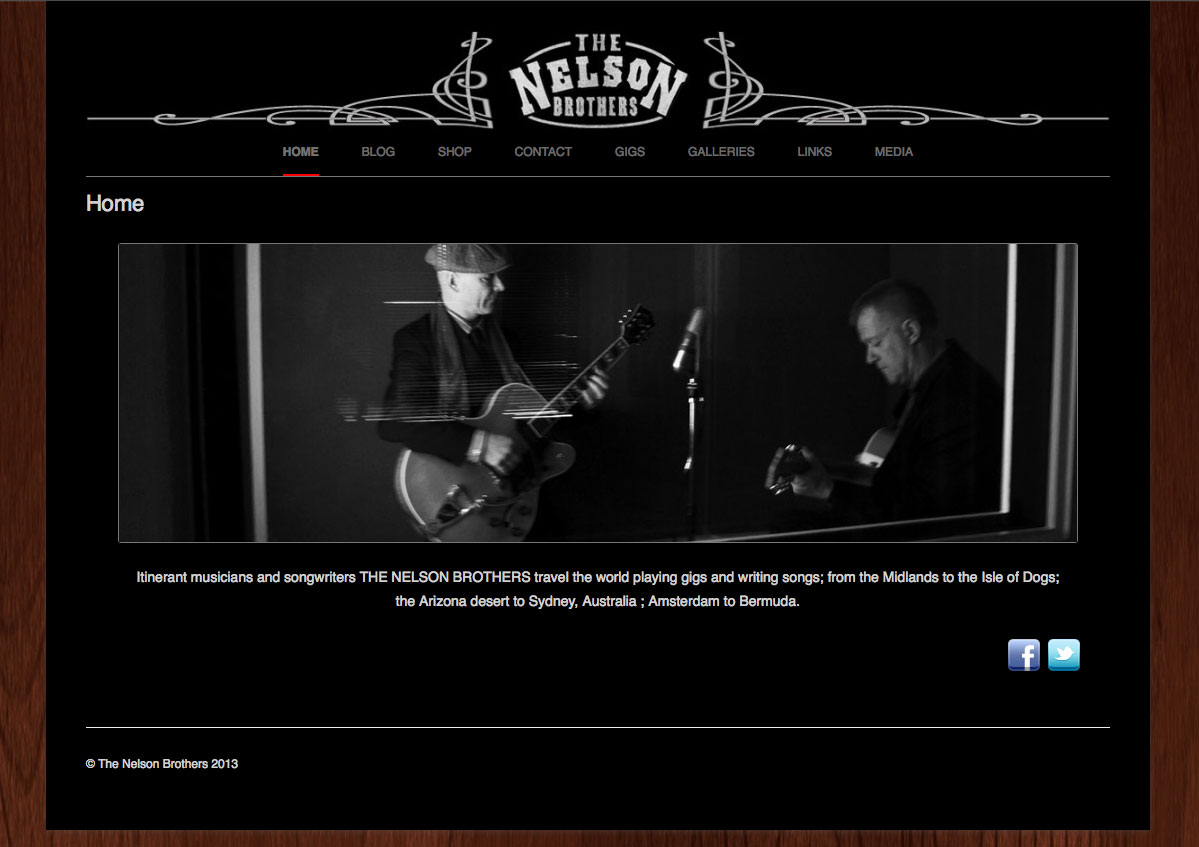 THE
NELSON
BROTHERS
HOME BLOG SHOP CONTACT GIGS GALLERIES LINKS MEDIA
Home
Itinerant musicians and songwriters THE NELSON BROTHERS travel the world playing gigs and writing songs; from the Midlands to the Isle of Dogs;
the Arizona desert to Sydney, Australia ; Amsterdam to Bermuda.
f
© The Nelson Brothers 2013